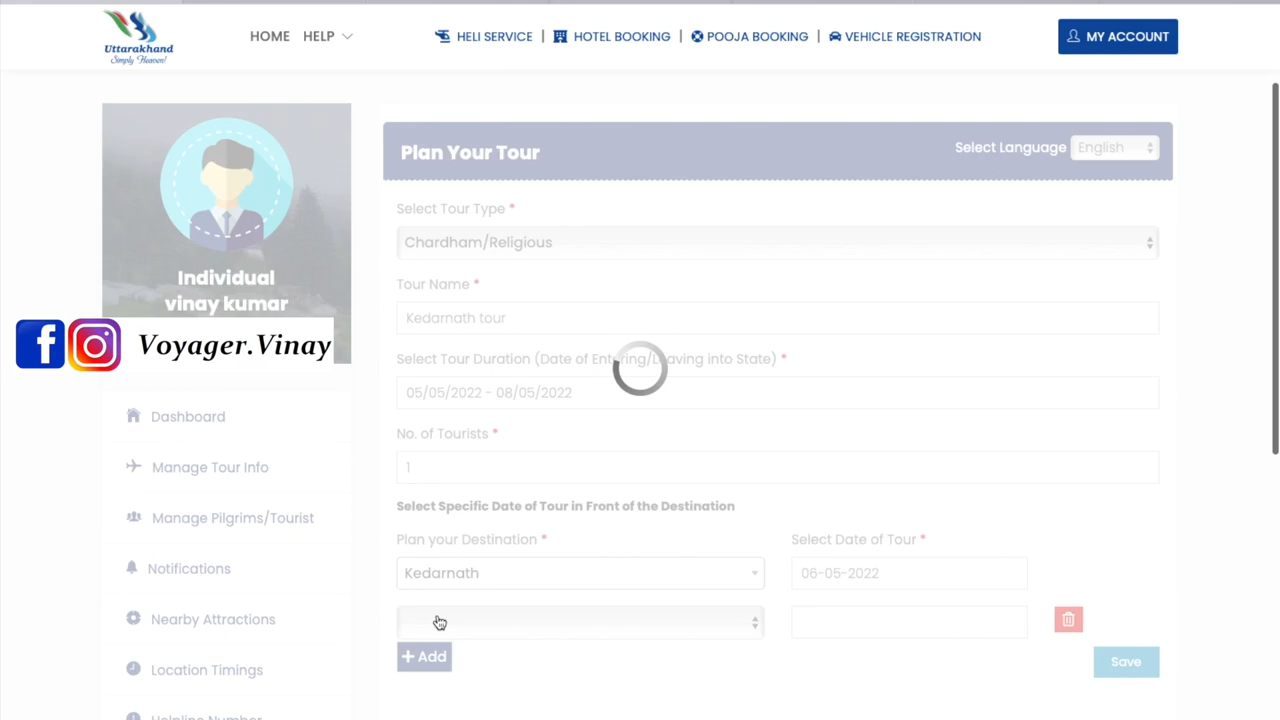 Uttarakhand
Simply Heaven!
HOME HELP
HELI SERVICE | HOTEL BOOKING | POOJA BOOKING | VEHICLE REGISTRATION
MY ACCOUNT
Individual
vinay kumar
f Voyager.Vinay
Dashboard
Manage Tour Info
Manage Pilgrims/Tourist
Notifications
Nearby Attractions
Location Timings
Helpline Number
Plan Your Tour
Select Language English
Select Tour Type *
Chardham/Religious
Tour Name *
Kedarnath tour
Select Tour Duration (Date of Entering/Leaving into State) *
05/05/2022 - 08/05/2022
No. of Tourists *
1
Select Specific Date of Tour in Front of the Destination
Plan your Destination * Select Date of Tour *
Kedarnath 06-05-2022
+ Add
Save